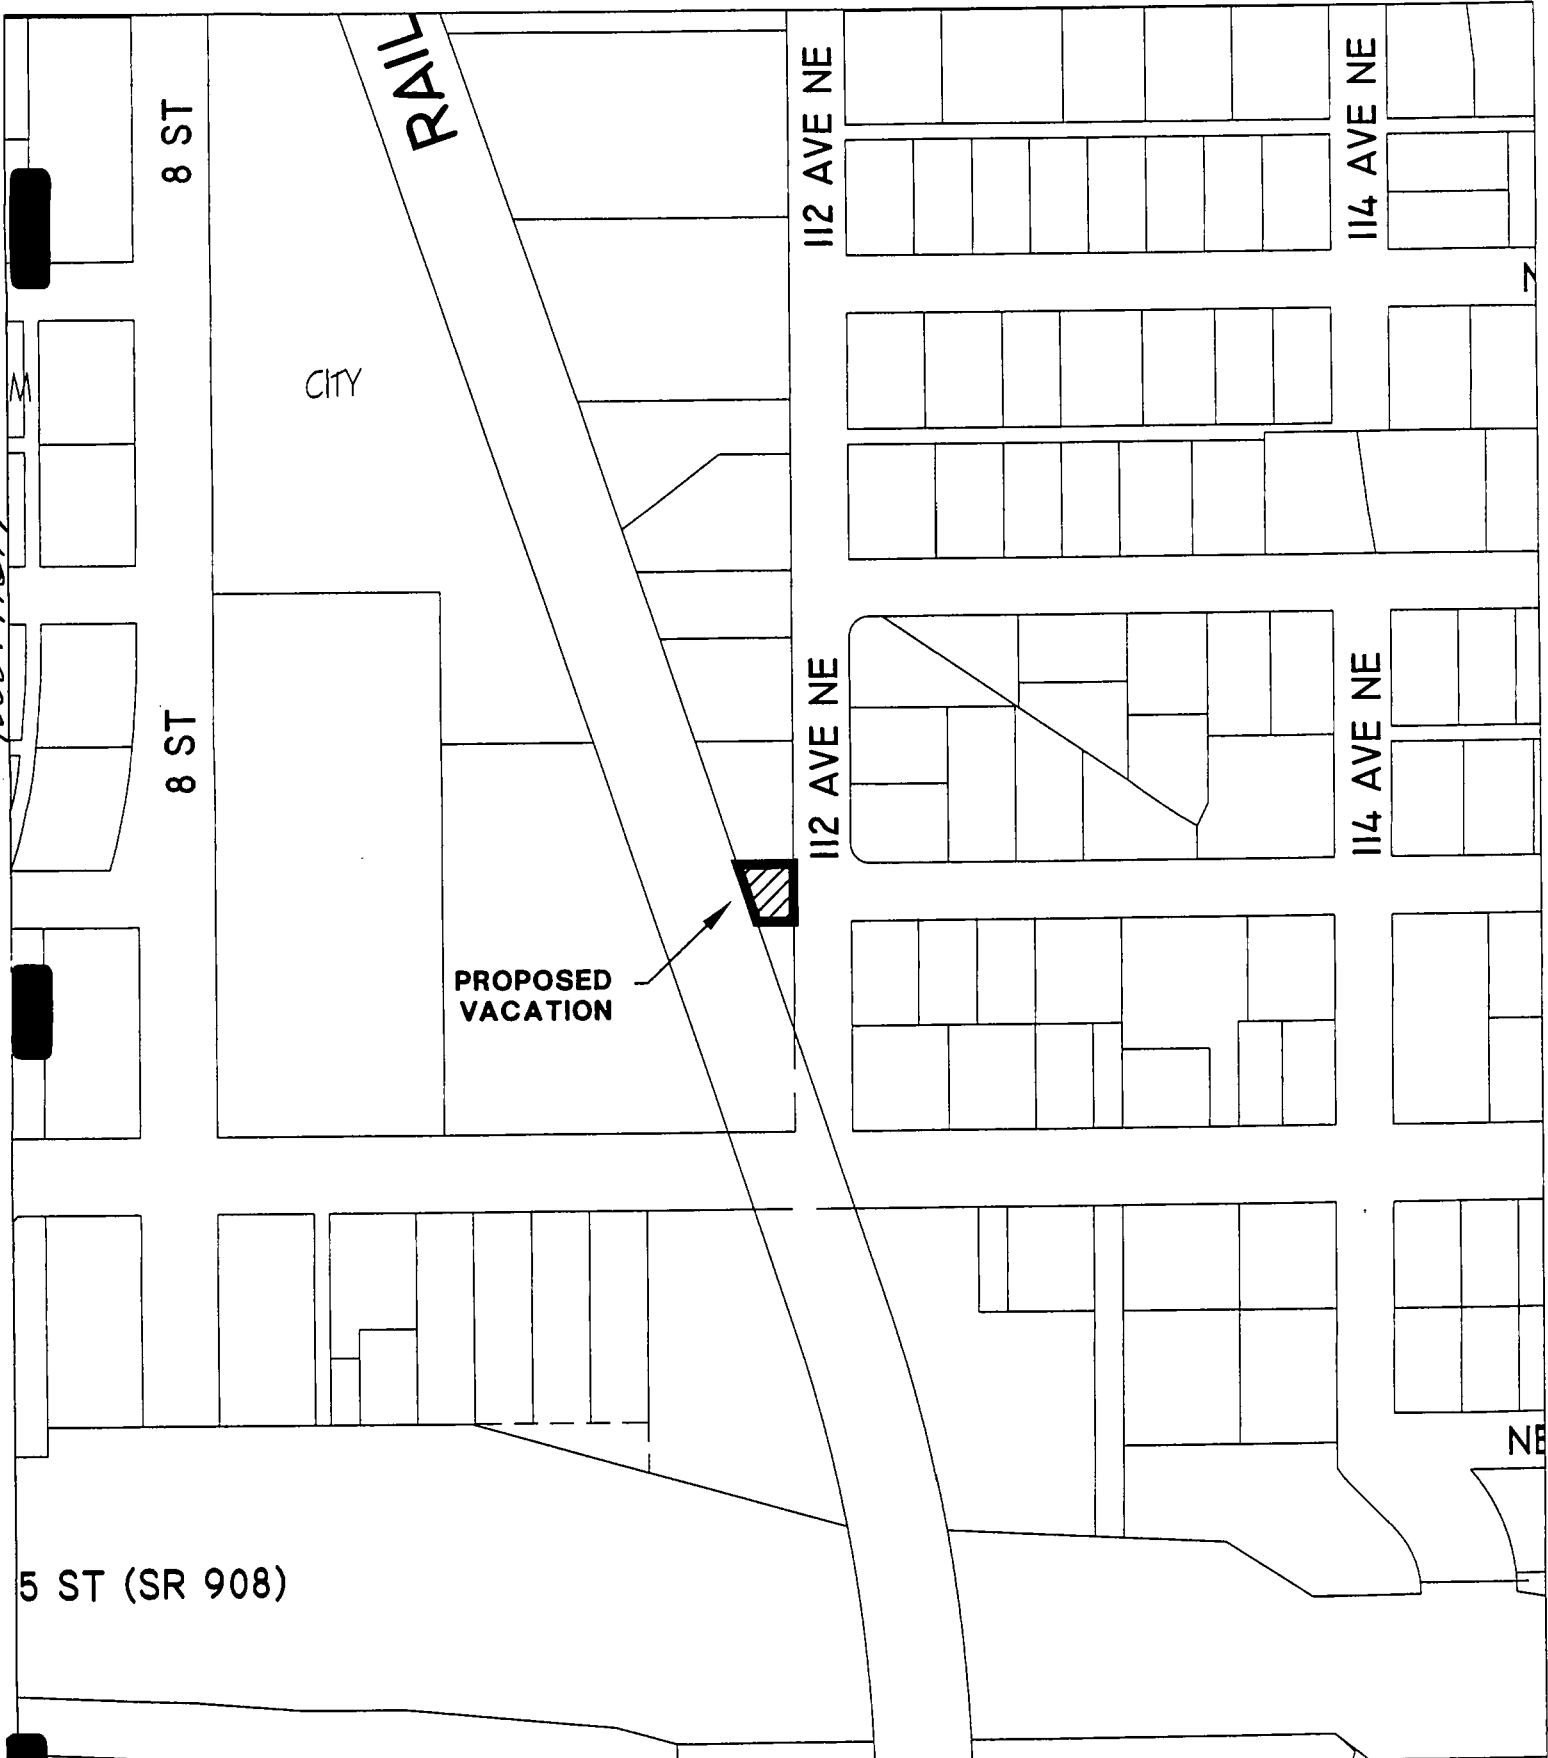 RAIL
8 ST
112 AVE NE
114 AVE NE
CITY
8 ST
112 AVE NE
114 AVE NE
PROPOSED
VACATION
NE
5 ST (SR 908)